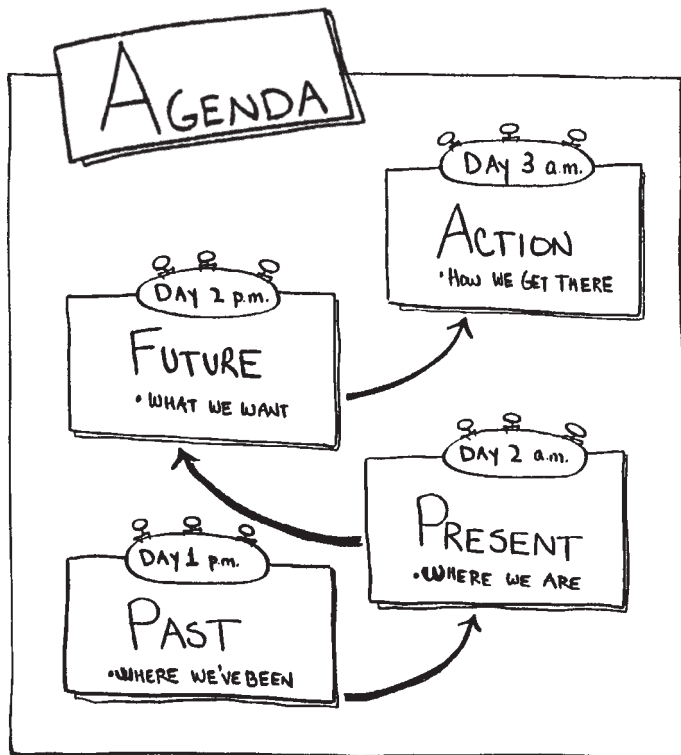 AGENDA
DAY 3 a.m.
ACTION
• HOW WE GET THERE
DAY 2 p.m.
FUTURE
• WHAT WE WANT
DAY 2 a.m.
PRESENT
• WHERE WE ARE
DAY 1 p.m.
PAST
• WHERE WE'VE BEEN